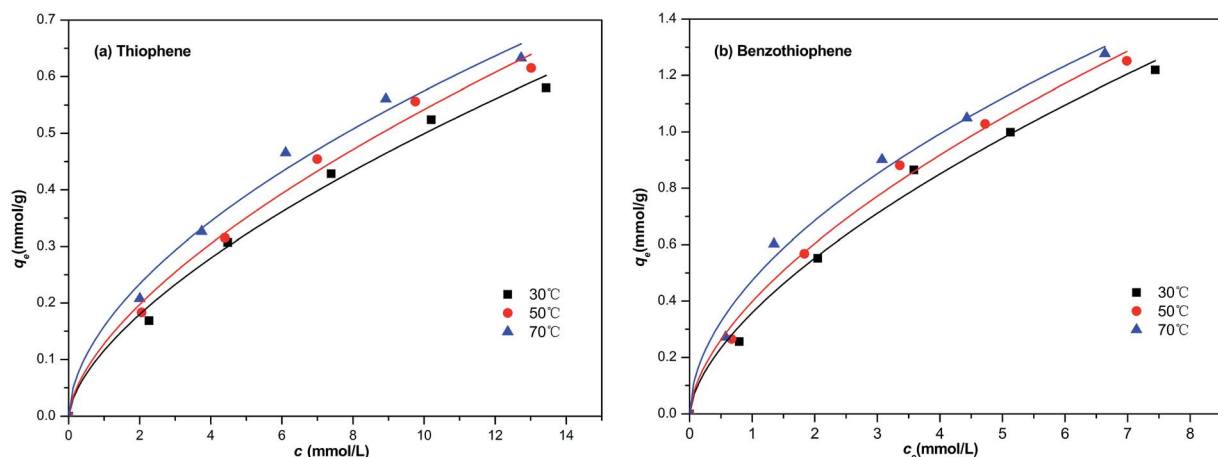 0.7
0.6
0.5
0.4
0.3
0.2
0.1
0.0
qe(mmol/g)
(a) Thiophene
30℃
50℃
70℃
0 2 4 6 8 10 12 14
c (mmol/L)
1.4
1.2
1.0
0.8
0.6
0.4
0.2
0.0
qe(mmol/g)
(b) Benzothiophene
30℃
50℃
70℃
0 1 2 3 4 5 6 7 8
ce(mmol/L)